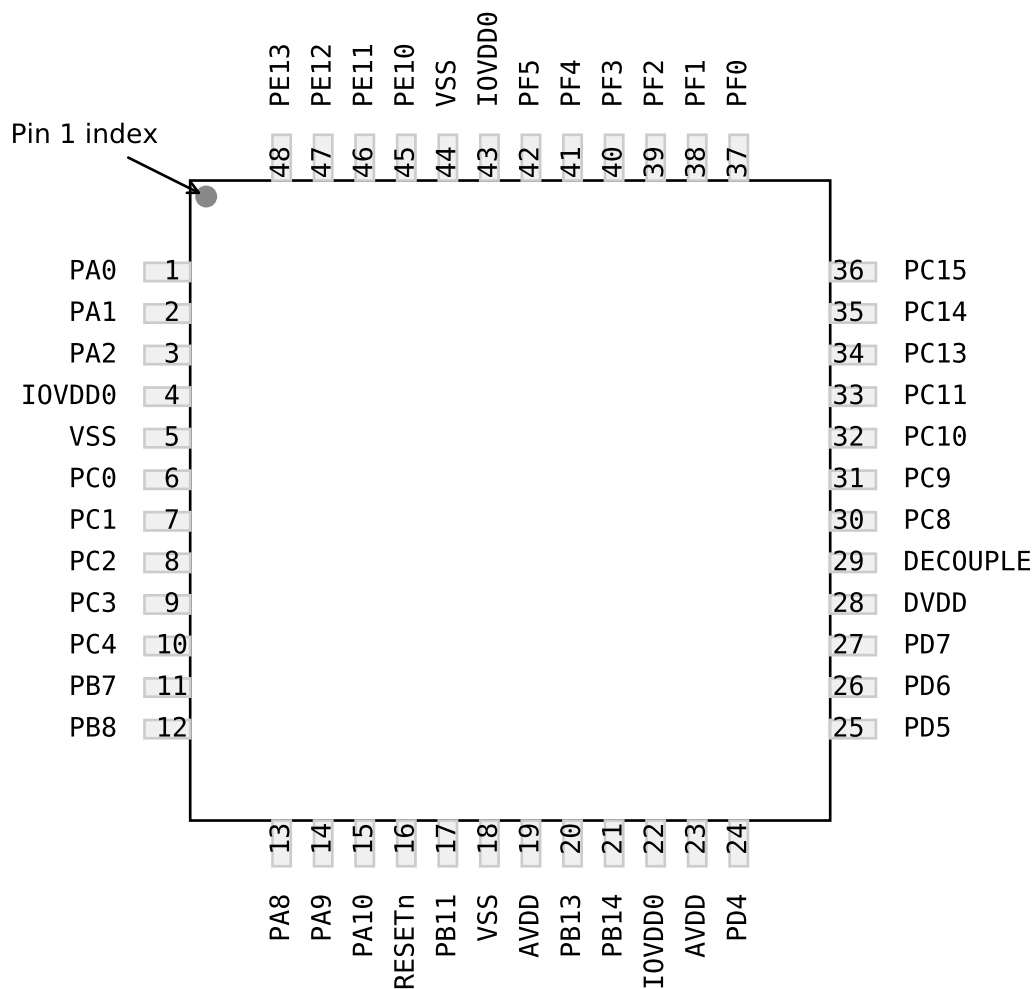 PE13 PE12 PE11 PE10 VSS IOVDD0 PF5 PF4 PF3 PF2 PF1 PF0
Pin 1 index
48 47 46 45 44 43 42 41 40 39 38 37
PA0 1 36 PC15
PA1 2 35 PC14
PA2 3 34 PC13
IOVDD0 4 33 PC11
VSS 5 32 PC10
PC0 6 31 PC9
PC1 7 30 PC8
PC2 8 29 DECOUPLE
PC3 9 28 DVDD
PC4 10 27 PD7
PB7 11 26 PD6
PB8 12 25 PD5
13 14 15 16 17 18 19 20 21 22 23 24
PA8 PA9 PA10 RESETn PB11 VSS AVDD PB13 PB14 IOVDD0 AVDD PD4